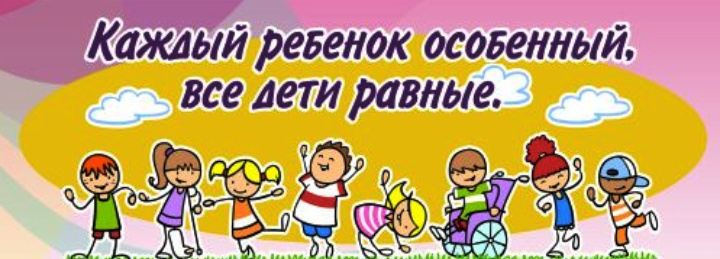 Каждый ребенок особенный,
все дети равные.